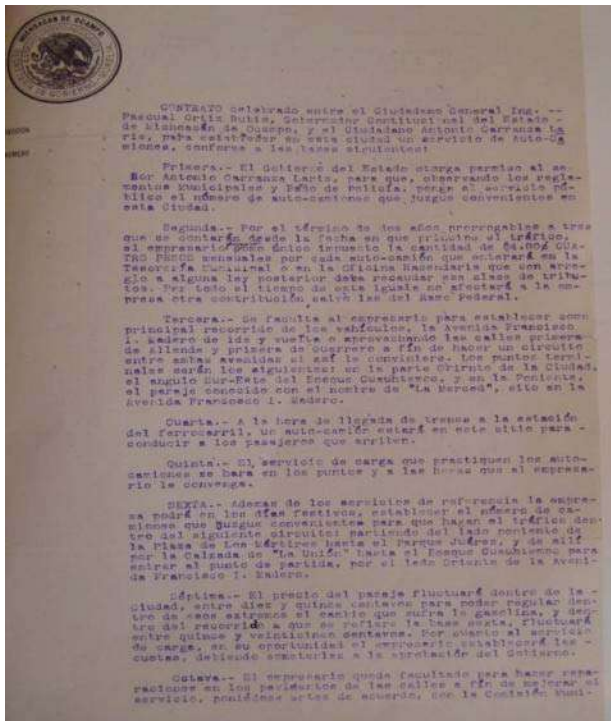 MICHOACAN DE OCAMPO
CONTRATO celebrado entre el Ciudadano General Ing. --
Pascual Ortiz Rubio, Gobernador Constitucional del Estado -
de Michoacán de Ocampo, y el Ciudadano Antonio Carranza La
ris, para establecer en esta ciudad un servicio de Auto-Ca
miones, conforme a las bases siguientes:
Primera.- El Gobierno del Estado otorga permiso al se-
ñor Antonio Carranza Laris, para que, observando los regla-
mentos Municipales y de Policía, ponga al servicio pú-
blico el número de auto-camiones que juzgue convenientes en
esta Ciudad.
Segunda.- Por el término de dos años prorrogables a tres
que se contarán desde la fecha en que principie el tráfico,
el empresario único impuesto la cantidad de $4.00 CUA-
TRO PESOS mensuales por cada auto-camión que enterará en la
Tesorería Municipal o en la Oficina Hacendaria que con arre-
glo a alguna ley posterior deba recaudar esa clase de tribu-
tos. Por todo el tiempo de esta iguala no afectará a la em-
presa otra contribución salvo las del Ramo Federal.
Tercera.- Se faculta al empresario para establecer como
principal recorrido de los vehículos, la Avenida Francisco
I. Madero de ida y vuelta o aprovechando las calles primera
de Allende y primera de Guerrero a fin de hacer un circuito
entre ambas avenidas si así le conviniere. Los puntos termi-
nales serán los siguientes: en la parte Oriente de la Ciudad,
el angulo Sur-Este del Bosque Cuauhtemoc, y en la Poniente,
el paraje conocido con el nombre de "La Merced", sito en la
Avenida Francisco I. Madero.
Cuarta.- A la hora de llegada de trenes a la estación
del ferrocarril, un auto-camión estará en este sitio para -
conducir a los pasajeros que arriben.
Quinta.- El servicio de carga que practiquen los auto-
camiones se hara en los puntos y a las horas que al empresa-
rio le convenga.
SEXTA.- Ademas de los servicios de referencia la empre-
sa podrá en los días festivos, establecer el número de ca-
miones que juzgue convenientes para que hagan el tráfico den-
tro del siguiente circuito: partiendo del lado poniente de
la Plaza de Los Mártires hasta el Parque Juárez, y de allí
por la Calzada de "La Unión" hasta el Bosque Cuauhtemoc para
entrar al punto de partida, por el lado Oriente de la Aveni-
da Francisco I. Madero.
Séptima.- El precio del pasaje fluctuará dentro de la -
Ciudad, entre diez y quince centavos para poder regular den-
tro de esos extremos el cambio que sufra la gasolina, y den-
tro del recorrido a que se refiere la base sexta, fluctuará
entre quince y veinticinco centavos. Por cuanto al servicio
de carga, en su oportunidad el empresario establecerá las -
cuotas, debiendo someterlas a la aprobación del Gobierno.
Octava.- El empresario queda facultado para hacer repa-
raciones en los pavimentos de las calles a fin de mejorar el
servicio, poniéndose antes de acuerdo, con la Comisión Muni-